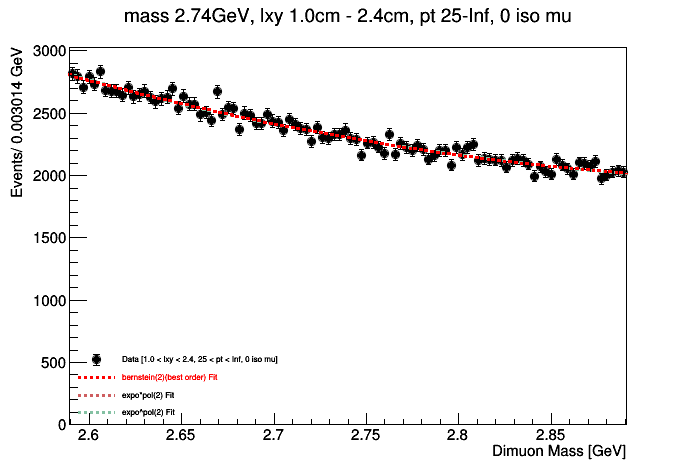 mass 2.74GeV, lxy 1.0cm - 2.4cm, pt 25-Inf, 0 iso mu
Events/ 0.003014 GeV
3000
2500
2000
1500
1000
500
0
Data [1.0 < lxy < 2.4, 25 < pt < Inf, 0 iso mu]
bernstein(2)(best order) Fit
expo*pol(2) Fit
expo^pol(2) Fit
2.6
2.65
2.7
2.75
2.8
2.85
Dimuon Mass [GeV]